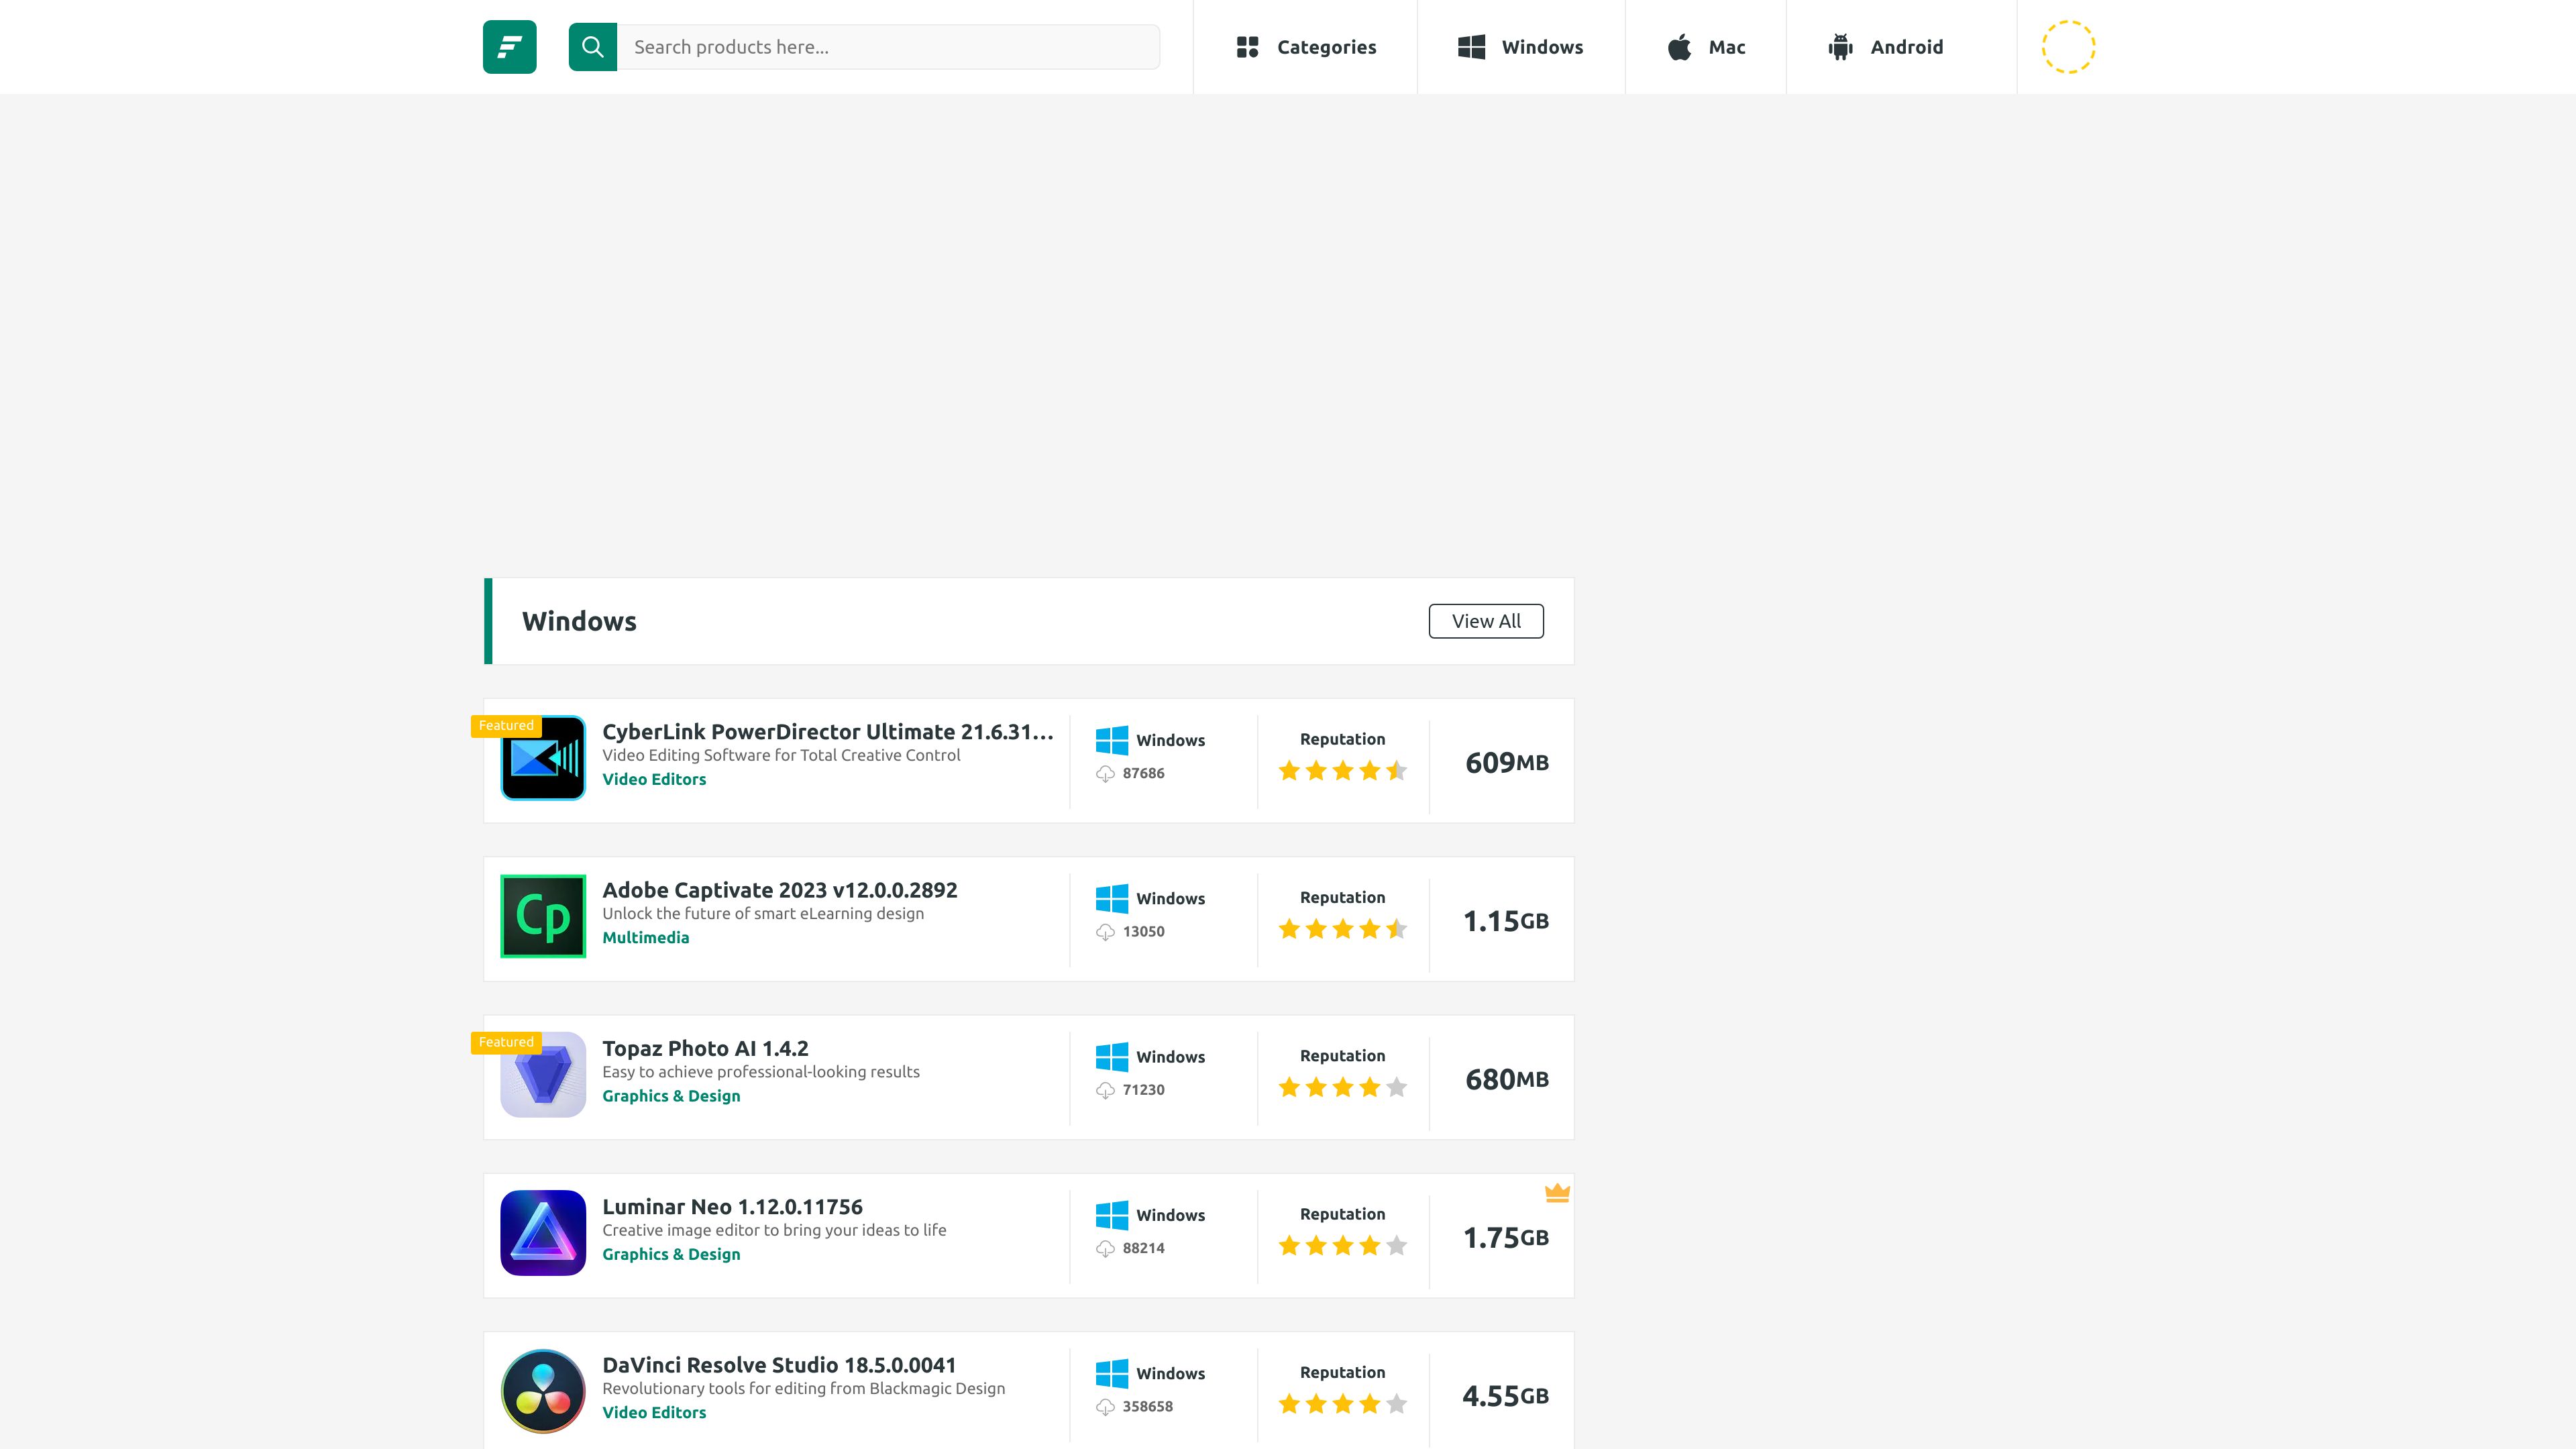 Search products here...
Categories
Windows
Mac
Android
Windows
View All
Featured
CyberLink PowerDirector Ultimate 21.6.31...
Video Editing Software for Total Creative Control
Video Editors
Windows
87686
Reputation
609MB
Cp
Adobe Captivate 2023 v12.0.0.2892
Unlock the future of smart eLearning design
Multimedia
Windows
13050
Reputation
1.15GB
Featured
Topaz Photo AI 1.4.2
Easy to achieve professional-looking results
Graphics & Design
Windows
71230
Reputation
680MB
Luminar Neo 1.12.0.11756
Creative image editor to bring your ideas to life
Graphics & Design
Windows
88214
Reputation
1.75GB
DaVinci Resolve Studio 18.5.0.0041
Revolutionary tools for editing from Blackmagic Design
Video Editors
Windows
358658
Reputation
4.55GB